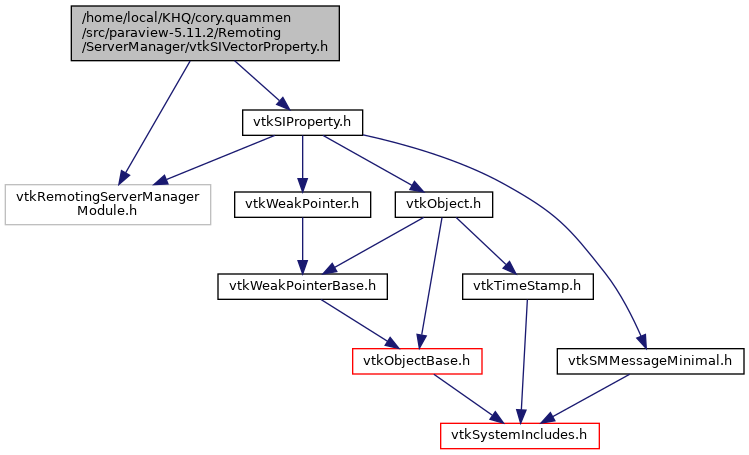 /home/local/KHQ/cory.quammen
/src/paraview-5.11.2/Remoting
/ServerManager/vtkSIVectorProperty.h
vtkSIProperty.h
vtkRemotingServerManager
Module.h
vtkWeakPointer.h
vtkObject.h
vtkWeakPointerBase.h
vtkTimeStamp.h
vtkObjectBase.h
vtkSMMessageMinimal.h
vtkSystemIncludes.h